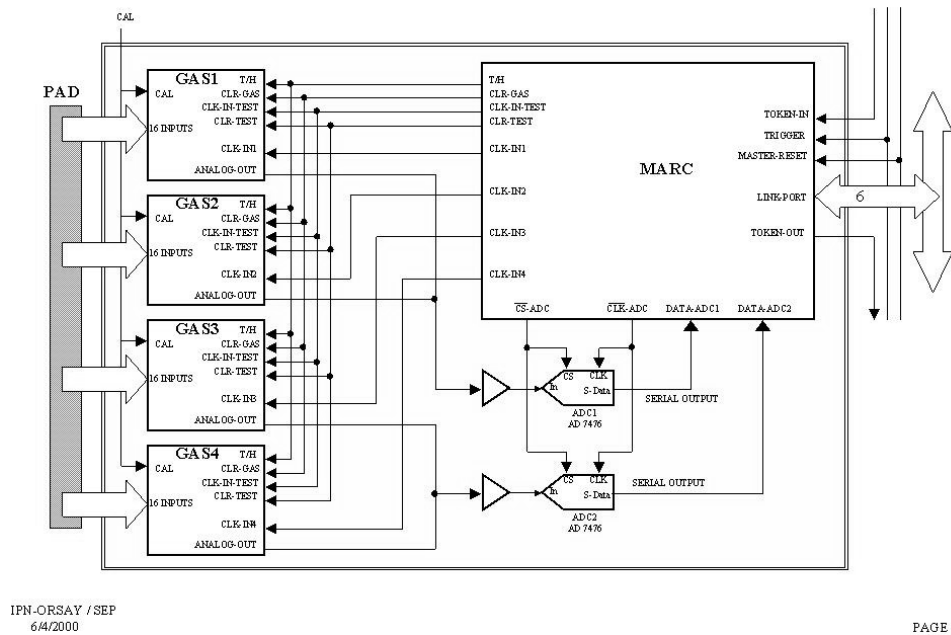 CAL
PAD
GAS1
CAL
16 INPUTS
T/H
CLR-GAS
CLK-IN-TEST
CLR-TEST
CLK-IN1
ANALOG-OUT
GAS2
CAL
16 INPUTS
T/H
CLR-GAS
CLK-IN-TEST
CLR-TEST
CLK-IN2
ANALOG-OUT
GAS3
CAL
16 INPUTS
T/H
CLR-GAS
CLK-IN-TEST
CLR-TEST
CLK-IN3
ANALOG-OUT
GAS4
CAL
16 INPUTS
T/H
CLR-GAS
CLK-IN-TEST
CLR-TEST
CLK-IN4
ANALOG-OUT
T/H
CLR-GAS
CLK-IN-TEST
CLR-TEST
CLK-IN1
CLK-IN2
CLK-IN3
CLK-IN4
MARC
TOKEN-IN
TRIGGER
MASTER-RESET
LINK-PORT
6
TOKEN-OUT
CS-ADC
CLK-ADC
DATA-ADC1
DATA-ADC2
CS
CLK
In
S-Data
ADC1
AD 7476
SERIAL OUTPUT
CS
CLK
In
S-Data
ADC2
AD 7476
SERIAL OUTPUT
IPN-ORSAY / SEP
6/4/2000
PAGE